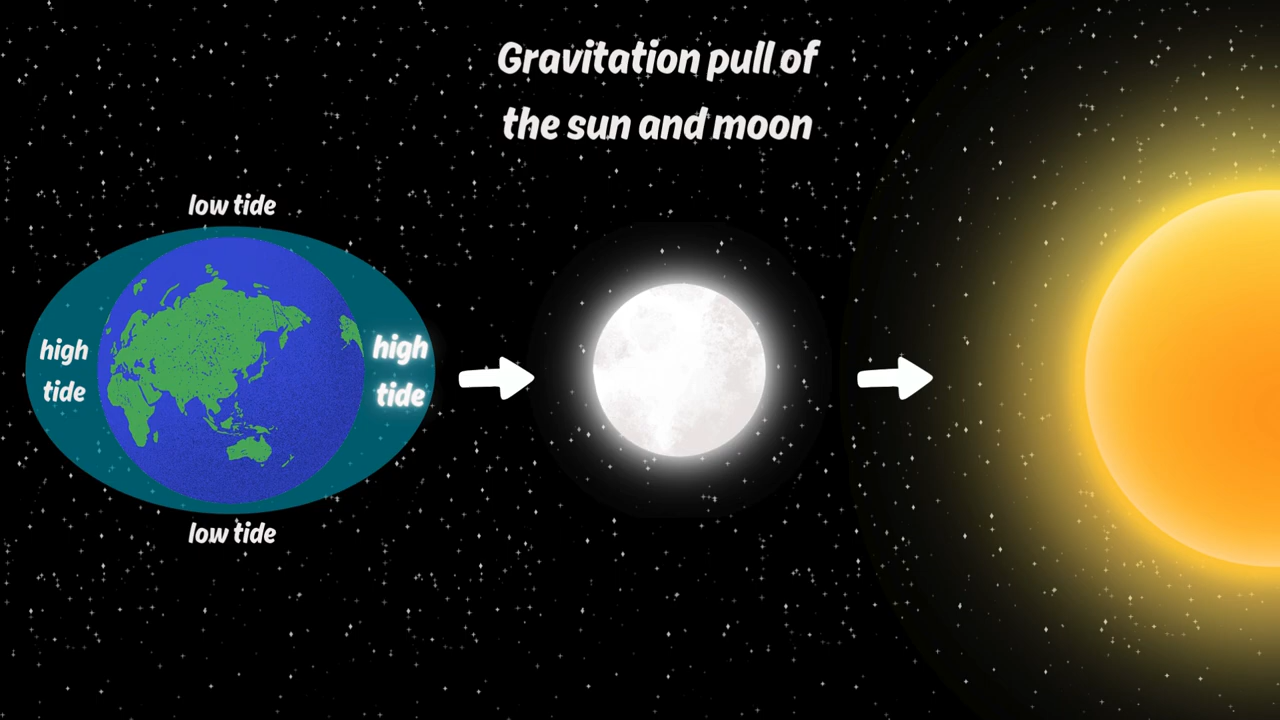 Gravitation pull of
the sun and moon
low tide
high
tide
high
tide
low tide